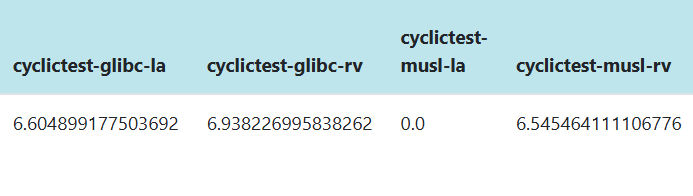 cyclictest-glibc-la cyclictest-glibc-rv cyclictest-
musl-la cyclictest-musl-rv
6.604899177503692 6.938226995838262 0.0 6.545464111106776